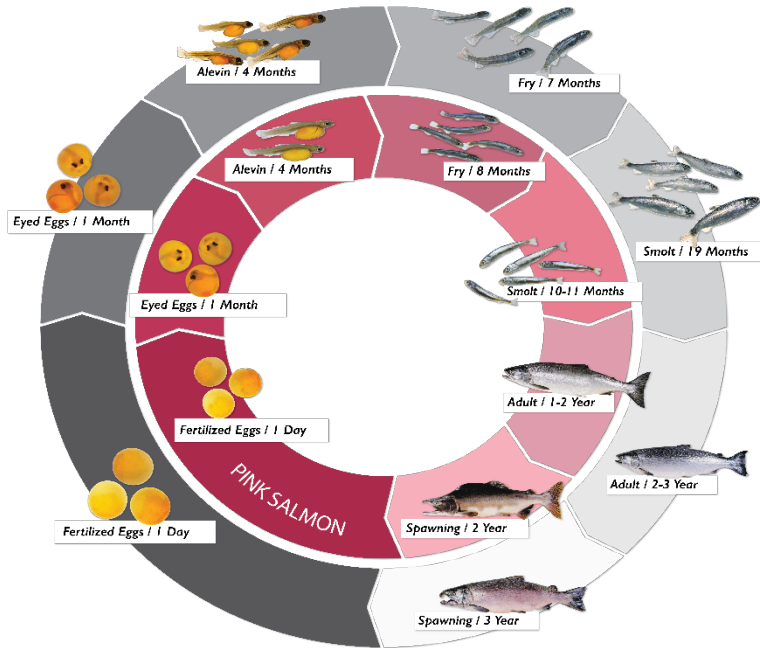 Alevin / 4 Months
Fry / 7 Months
Alevin / 4 Months
Fry / 8 Months
Eyed Eggs / 1 Month
Smolt / 19 Months
Eyed Eggs / 1 Month
Smolt / 10-11 Months
Adult / 1-2 Year
Fertilized Eggs / 1 Day
Adult / 2-3 Year
PINK SALMON
Spawning / 2 Year
Fertilized Eggs / 1 Day
Spawning / 3 Year